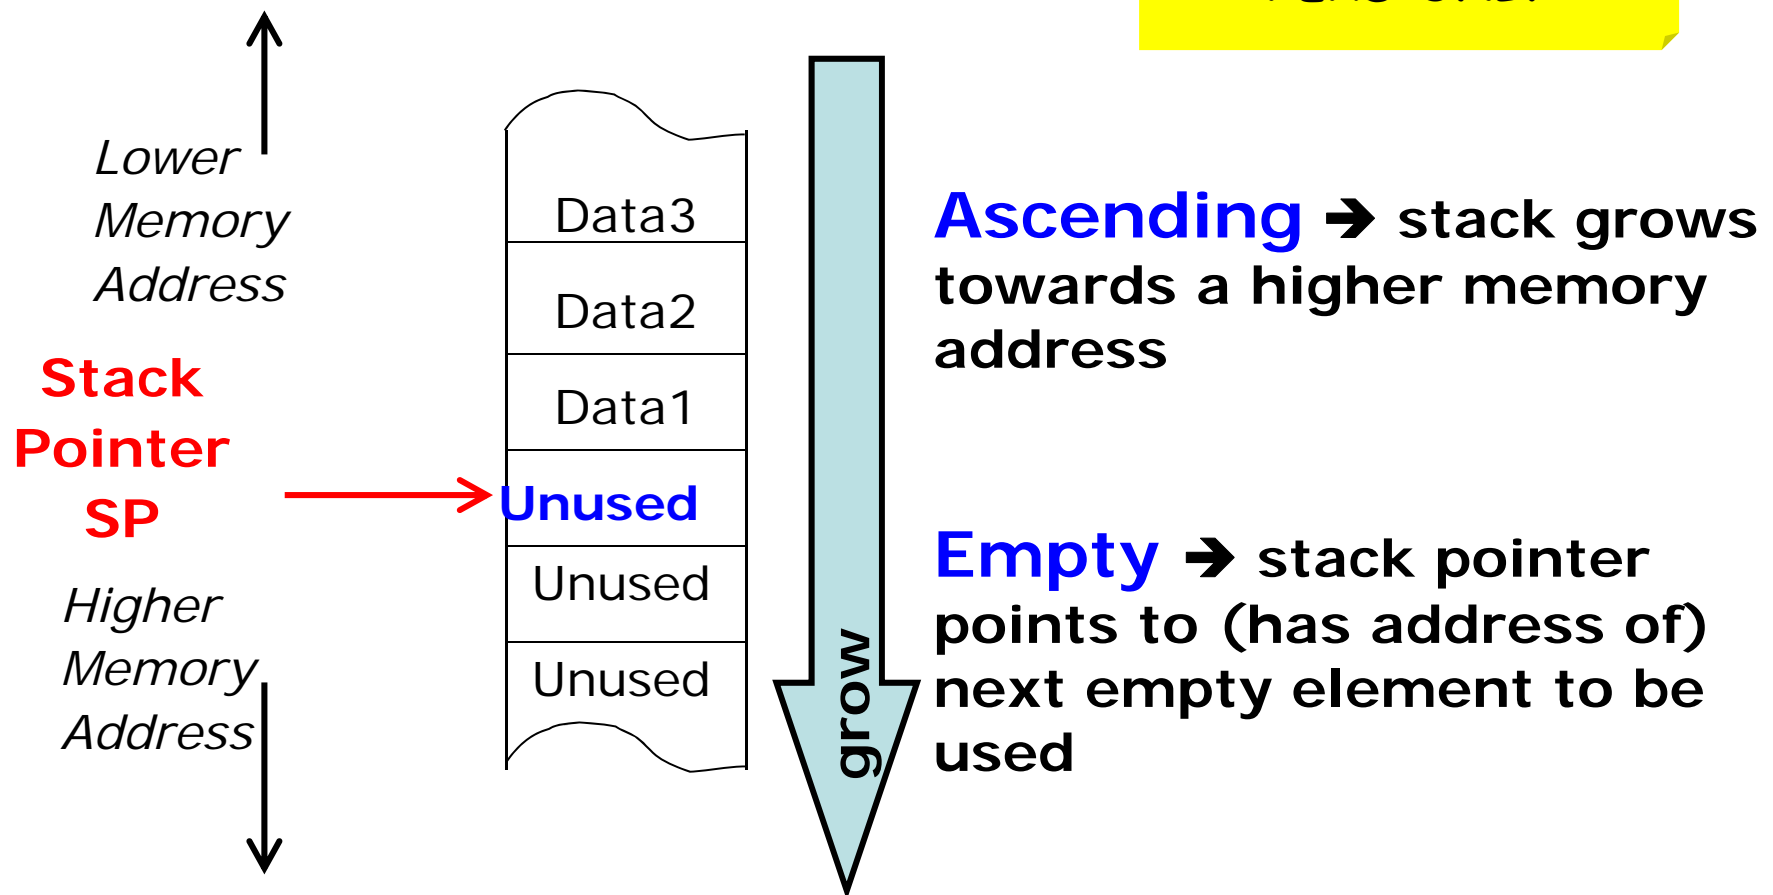 Lower
Memory
Address
Stack
Pointer
SP
Higher
Memory
Address
Data3
Data2
Data1
Unused
Unused
Unused
grow
Ascending ➔ stack grows
towards a higher memory
address
Empty ➔ stack pointer
points to (has address of)
next empty element to be
used